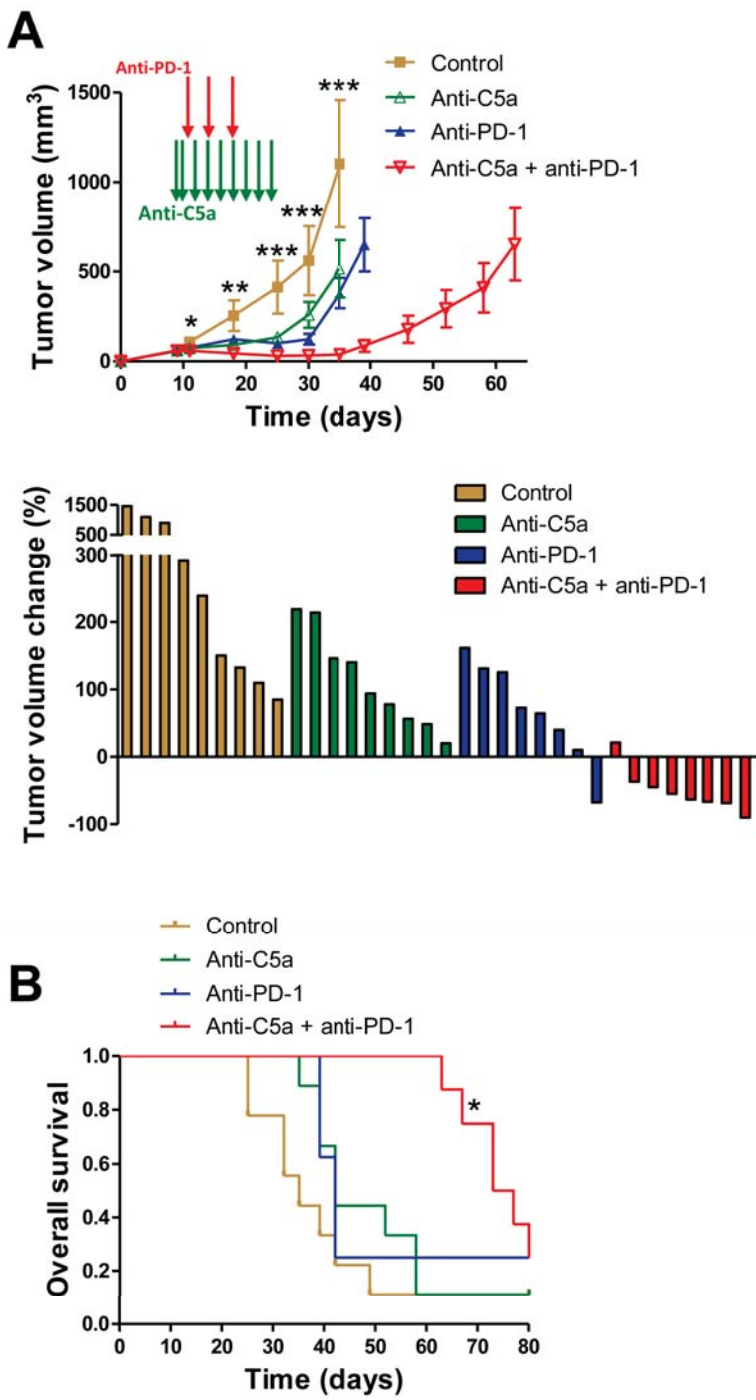 A
Anti-PD-1
Anti-C5a
Control
Anti-C5a
Anti-PD-1
Anti-C5a + anti-PD-1
*
**
***
***
***
Tumor volume (mm³)
1500
1000
500
0
0 10 20 30 40 50 60
Time (days)
Control
Anti-C5a
Anti-PD-1
Anti-C5a + anti-PD-1
Tumor volume change (%)
1500
500
300
200
100
0
-100
B
Control
Anti-C5a
Anti-PD-1
Anti-C5a + anti-PD-1
*
Overall survival
1.0
0.8
0.6
0.4
0.2
0.0
0 10 20 30 40 50 60 70 80
Time (days)